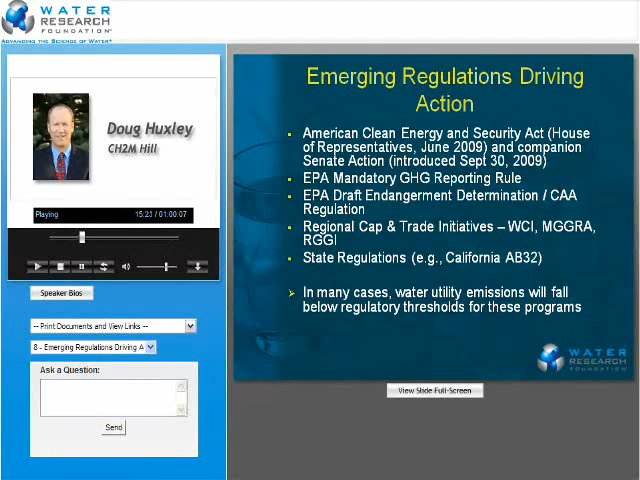 WATER
RESEARCH
FOUNDATION™
ADVANCING THE SCIENCE OF WATER®
Doug Huxley
CH2M Hill
Playing 15:23 / 01:00:07
Speaker Bios
-- Print Documents and View Links --
8 - Emerging Regulations Driving A
Ask a Question:
Send
Emerging Regulations Driving
Action
American Clean Energy and Security Act (House
of Representatives, June 2009) and companion
Senate Action (introduced Sept 30, 2009)
EPA Mandatory GHG Reporting Rule
EPA Draft Endangerment Determination / CAA
Regulation
Regional Cap & Trade Initiatives – WCI, MGGRA,
RGGI
State Regulations (e.g., California AB32)
In many cases, water utility emissions will fall
below regulatory thresholds for these programs
WATER
RESEARCH
FOUNDATION
View Slide Full-Screen